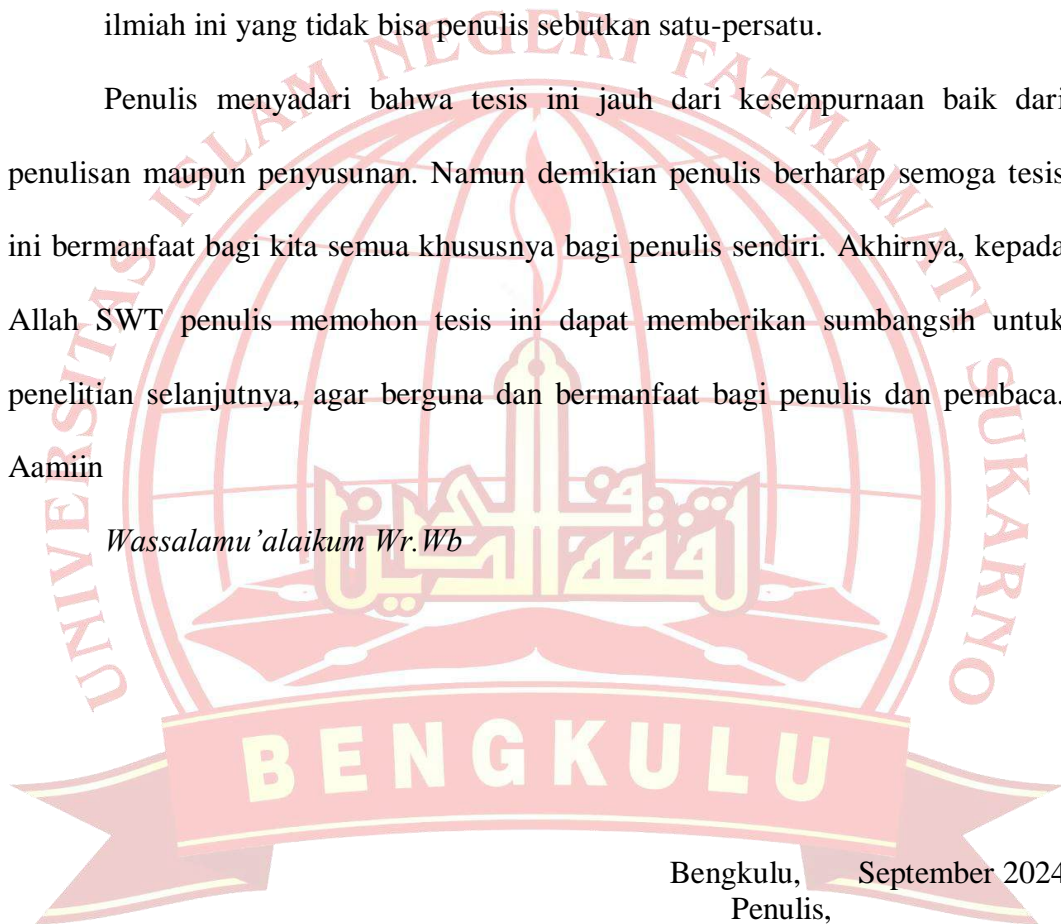 ilmiah ini yang tidak bisa penulis sebutkan satu-persatu.
Penulis menyadari bahwa tesis ini jauh dari kesempurnaan baik dari
penulisan maupun penyusunan. Namun demikian penulis berharap semoga tesis
ini bermanfaat bagi kita semua khususnya bagi penulis sendiri. Akhirnya, kepada
Allah SWT penulis memohon tesis ini dapat memberikan sumbangsih untuk
penelitian selanjutnya, agar berguna dan bermanfaat bagi penulis dan pembaca.
Aamiin
Wassalamu’alaikum Wr.Wb
UNIVERSITAS ISLAM NEGERI FATMAWATI SUKARNO
BENGKULU
Bengkulu, September 2024
Penulis,